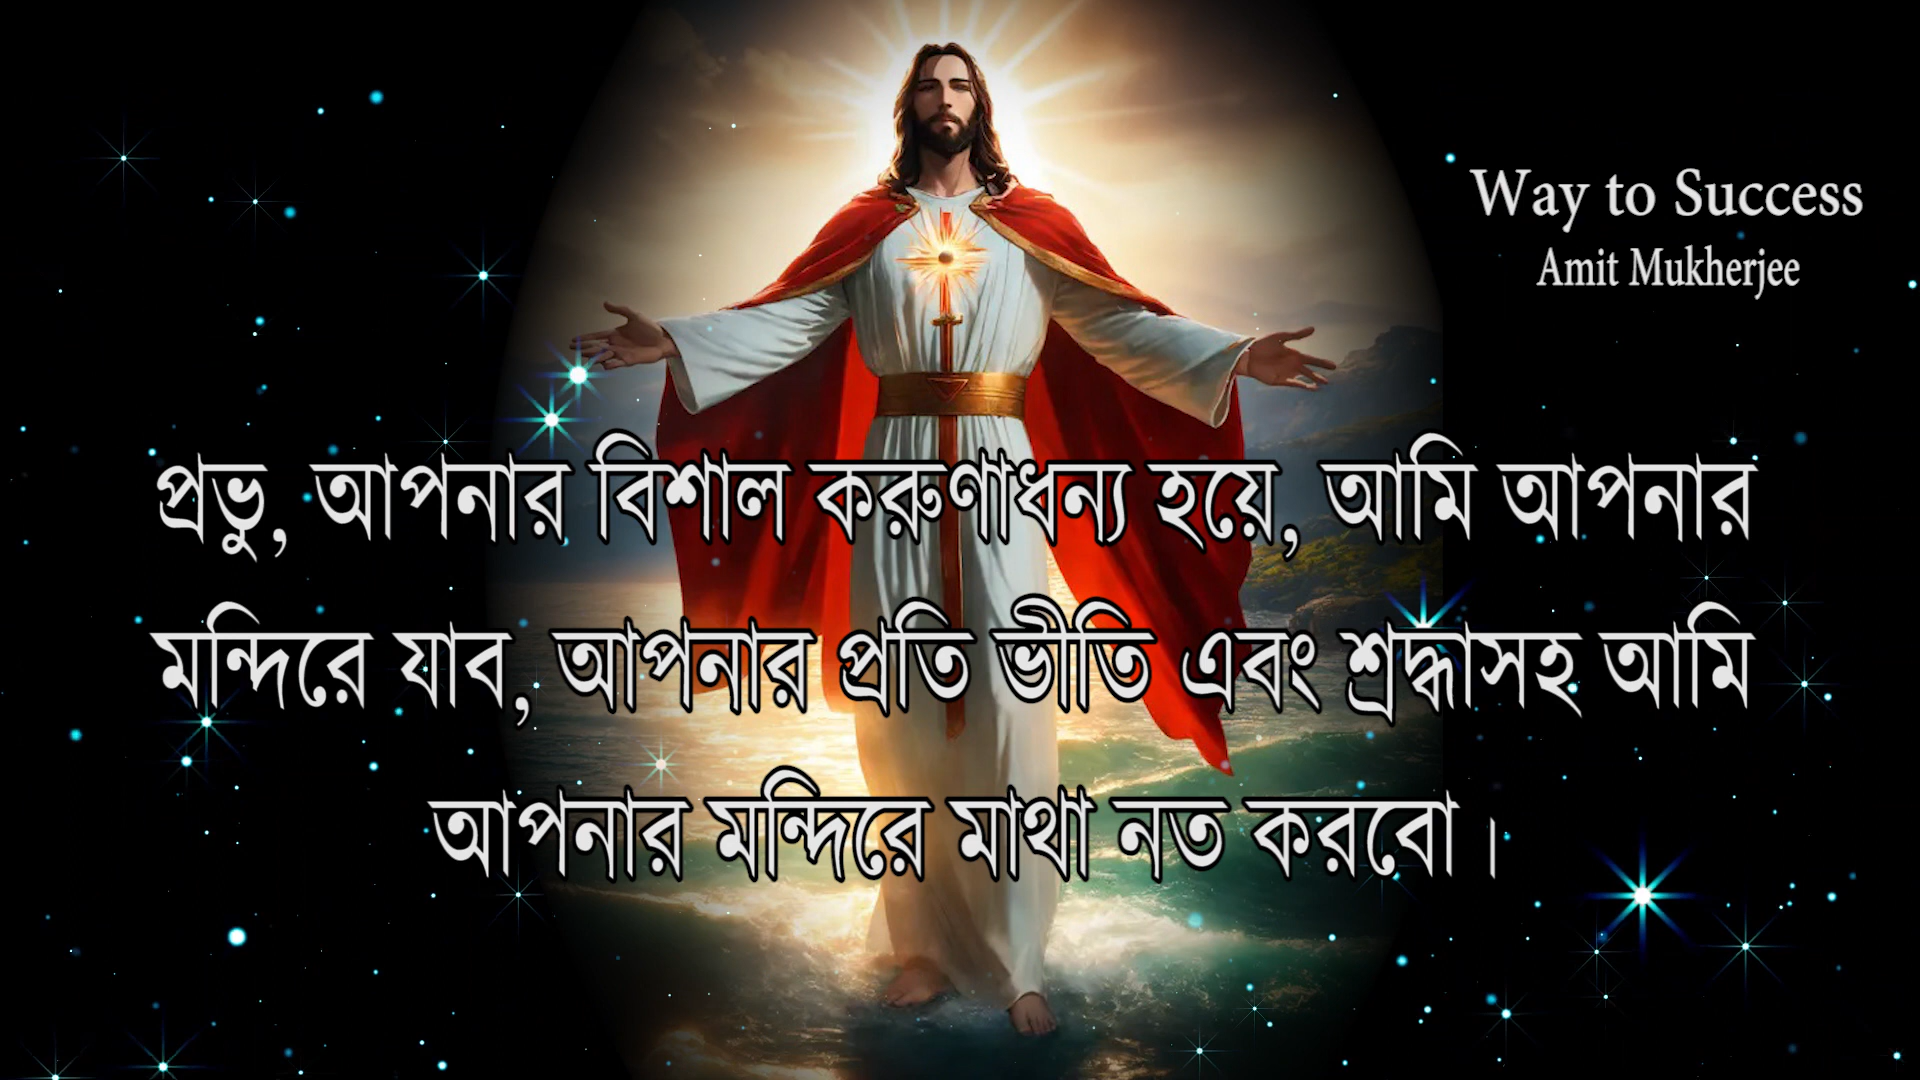 Way to Success
Amit Mukherjee
প্রভু, আপনার বিশাল করুণাধন্য হয়ে, আমি আপনার
মন্দিরে যাব, আপনার প্রতি ভীতি এবং শ্রদ্ধাসহ আমি
আপনার মন্দিরে মাথা নত করবো।